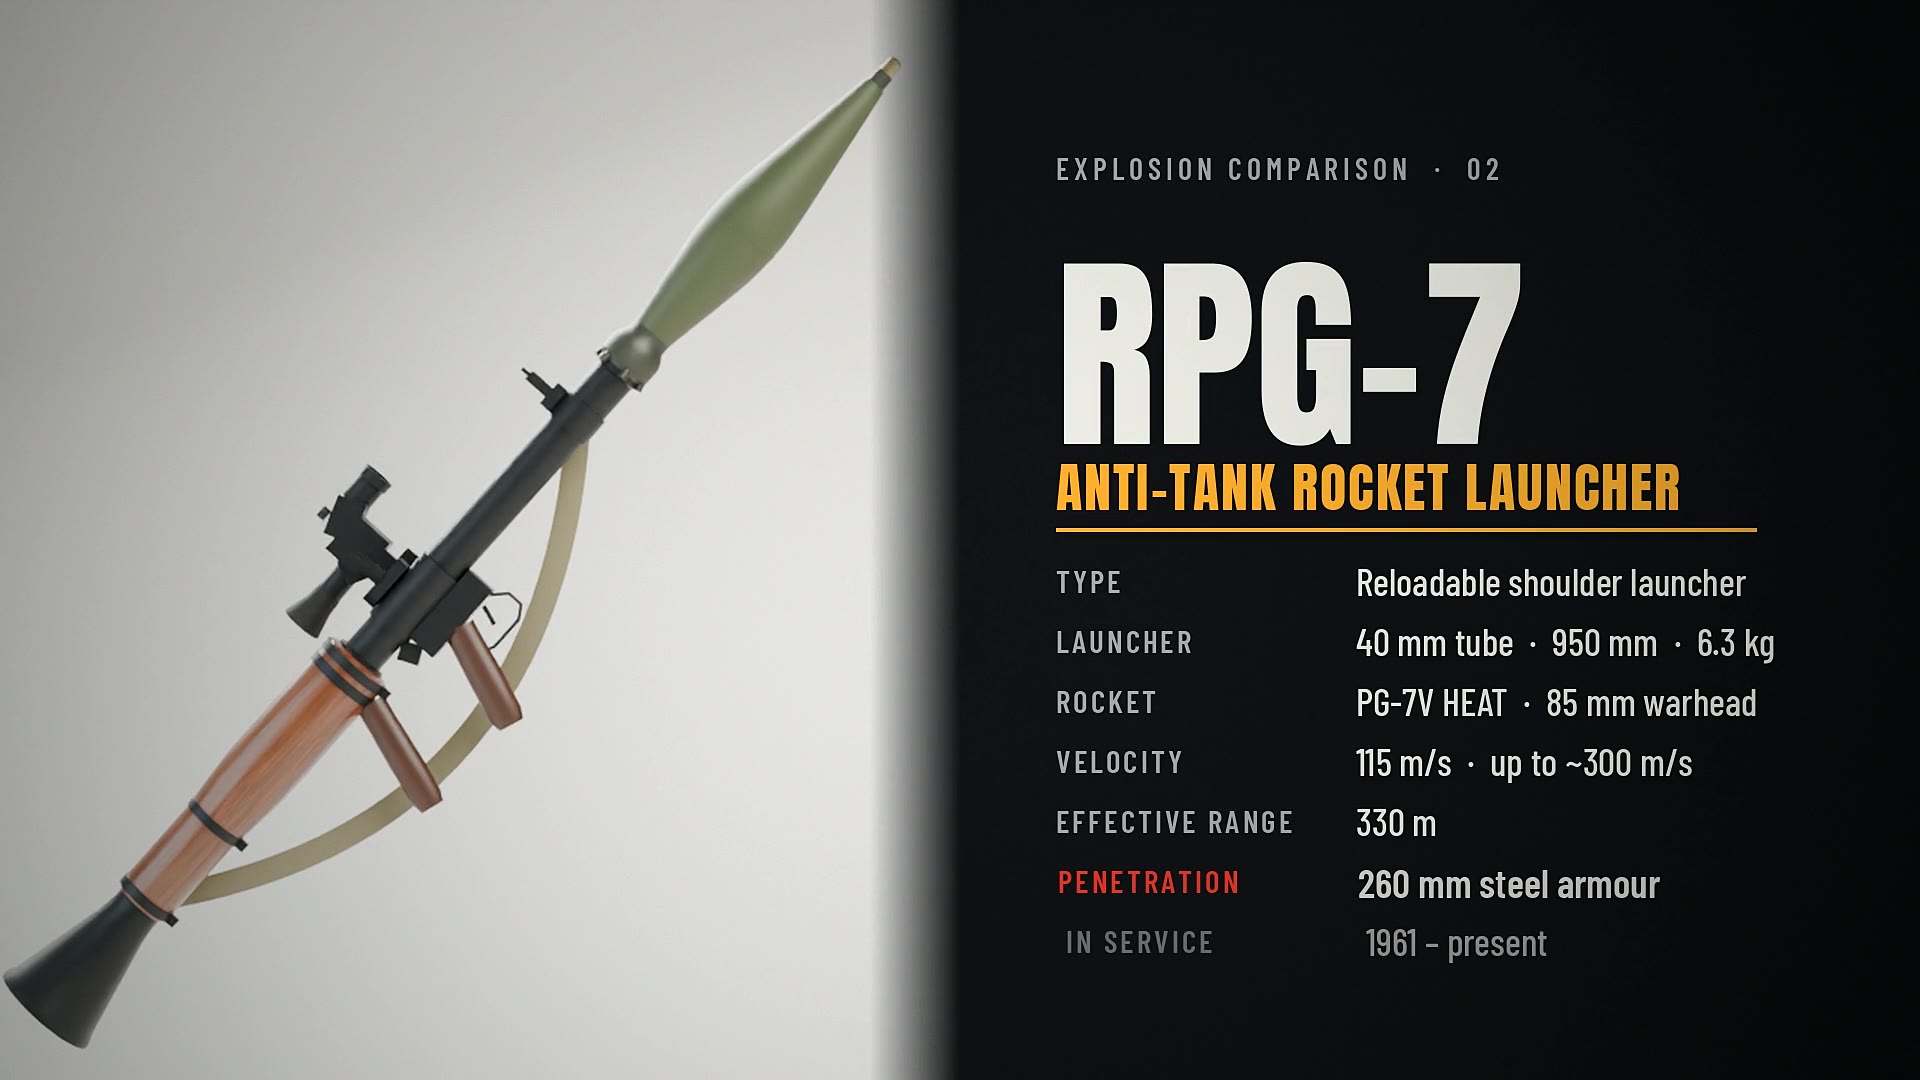 EXPLOSION COMPARISON · 02
RPG-7
ANTI-TANK ROCKET LAUNCHER
TYPE Reloadable shoulder launcher
LAUNCHER 40 mm tube · 950 mm · 6.3 kg
ROCKET PG-7V HEAT · 85 mm warhead
VELOCITY 115 m/s · up to ~300 m/s
EFFECTIVE RANGE 330 m
PENETRATION 260 mm steel armour
IN SERVICE 1961 – present